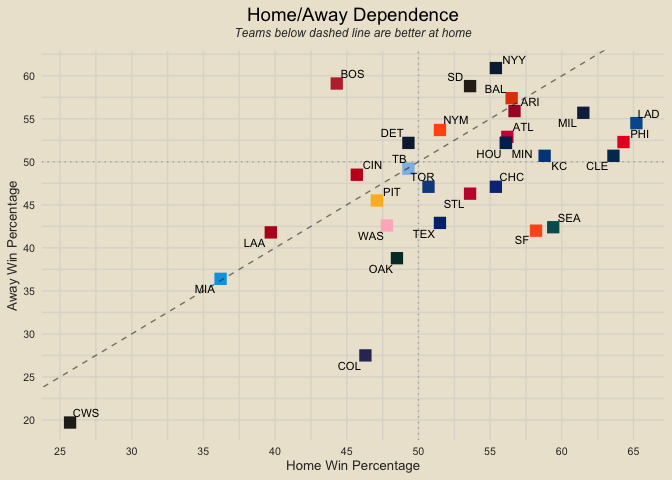 Home/Away Dependence
Teams below dashed line are better at home
NYY
BOS
SD
60
BAL
ARI
LAD
55
NYM
ATL
MIL
PHI
DET
HOU
MIN
50
TB
KC
CLE
CIN
TOR
CHC
PIT
45
STL
SEA
WAS
TEX
SF
LAA
40
OAK
MIA
35
30
COL
25
CWS
20
Away Win Percentage
25
30
35
40
45
50
55
60
65
Home Win Percentage